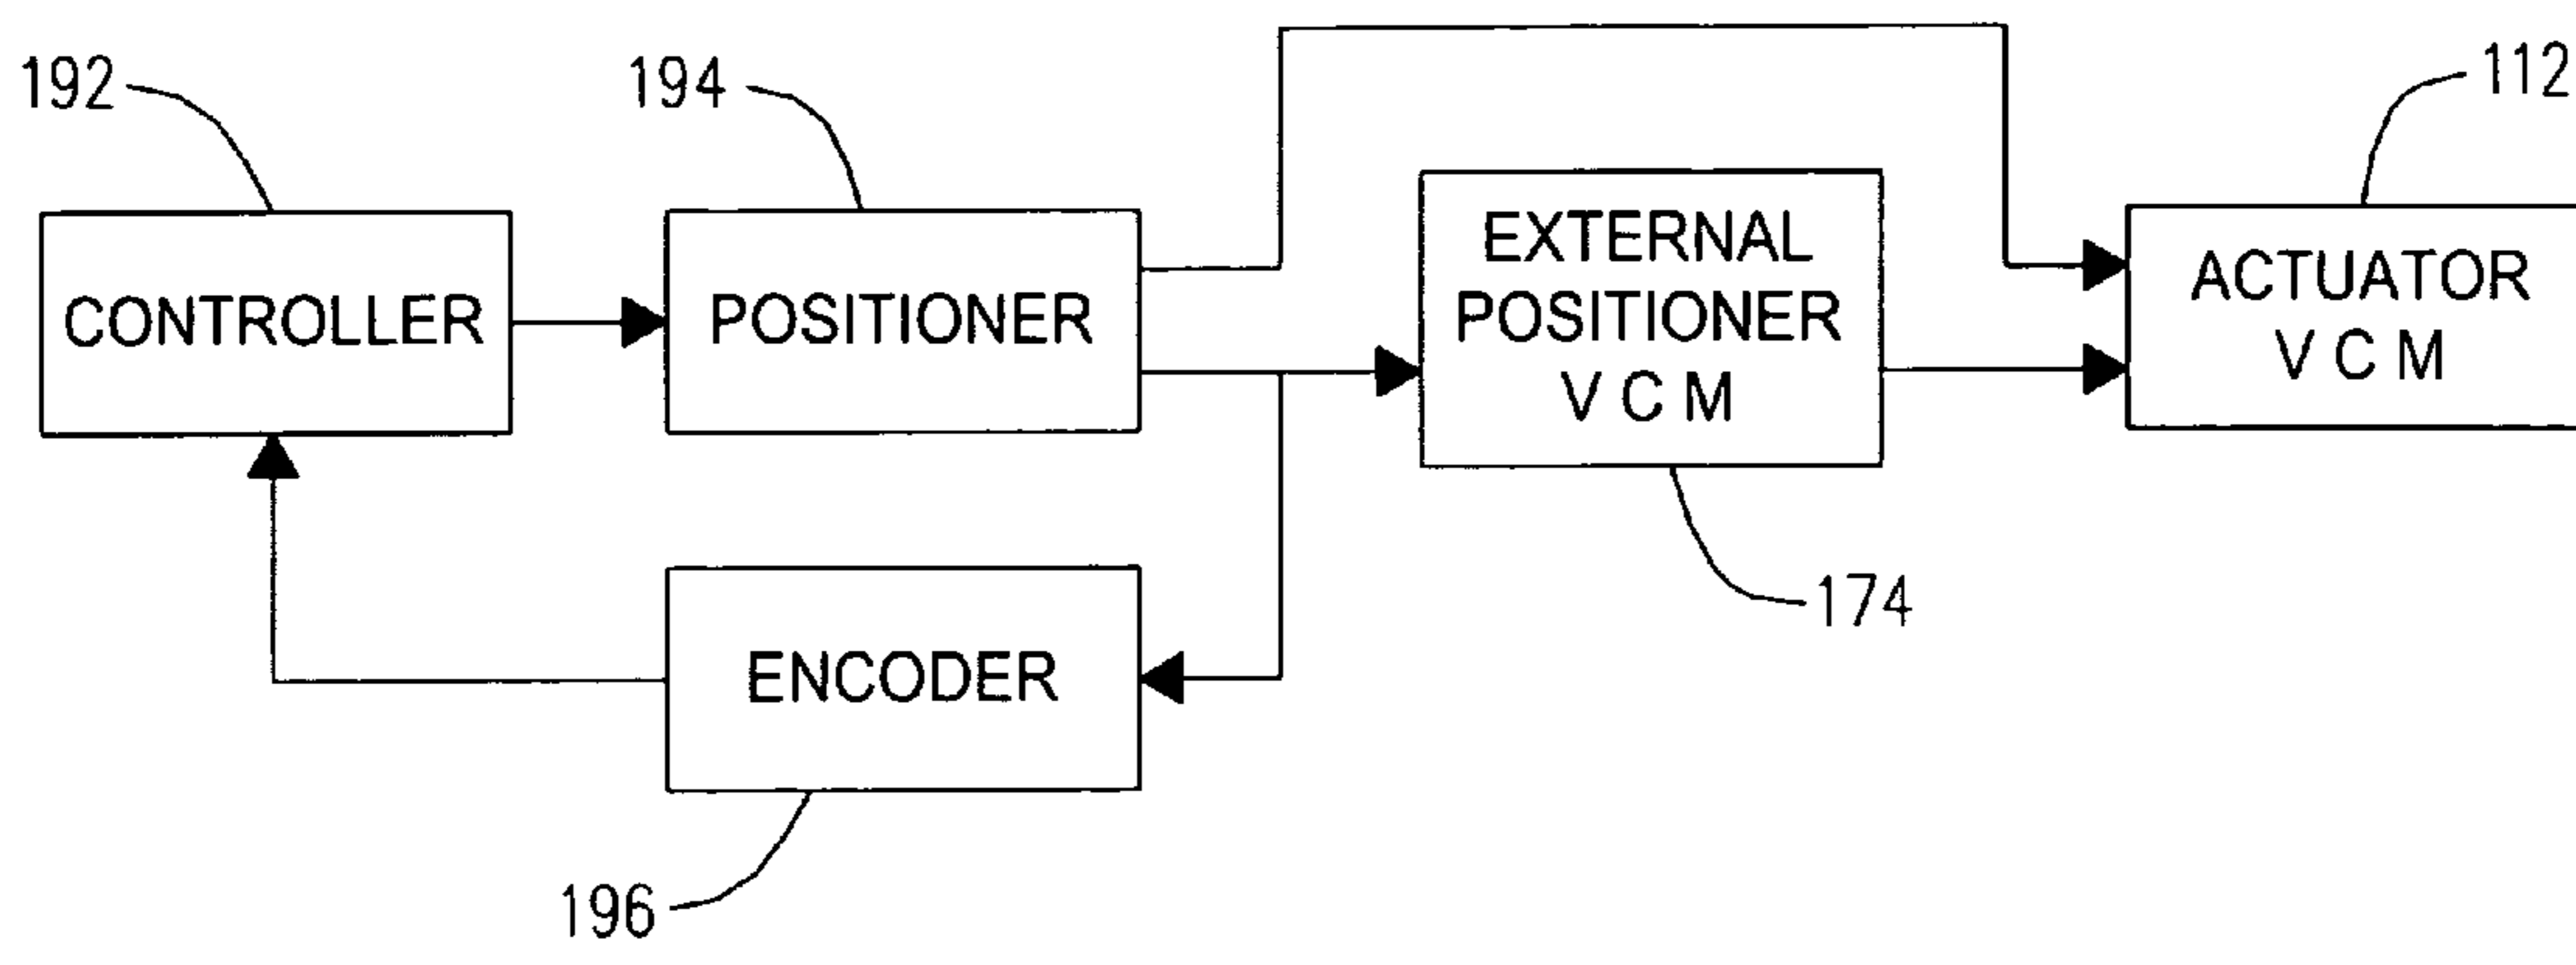 192
194
112
CONTROLLER
POSITIONER
EXTERNAL
POSITIONER
V C M
ACTUATOR
V C M
174
ENCODER
196